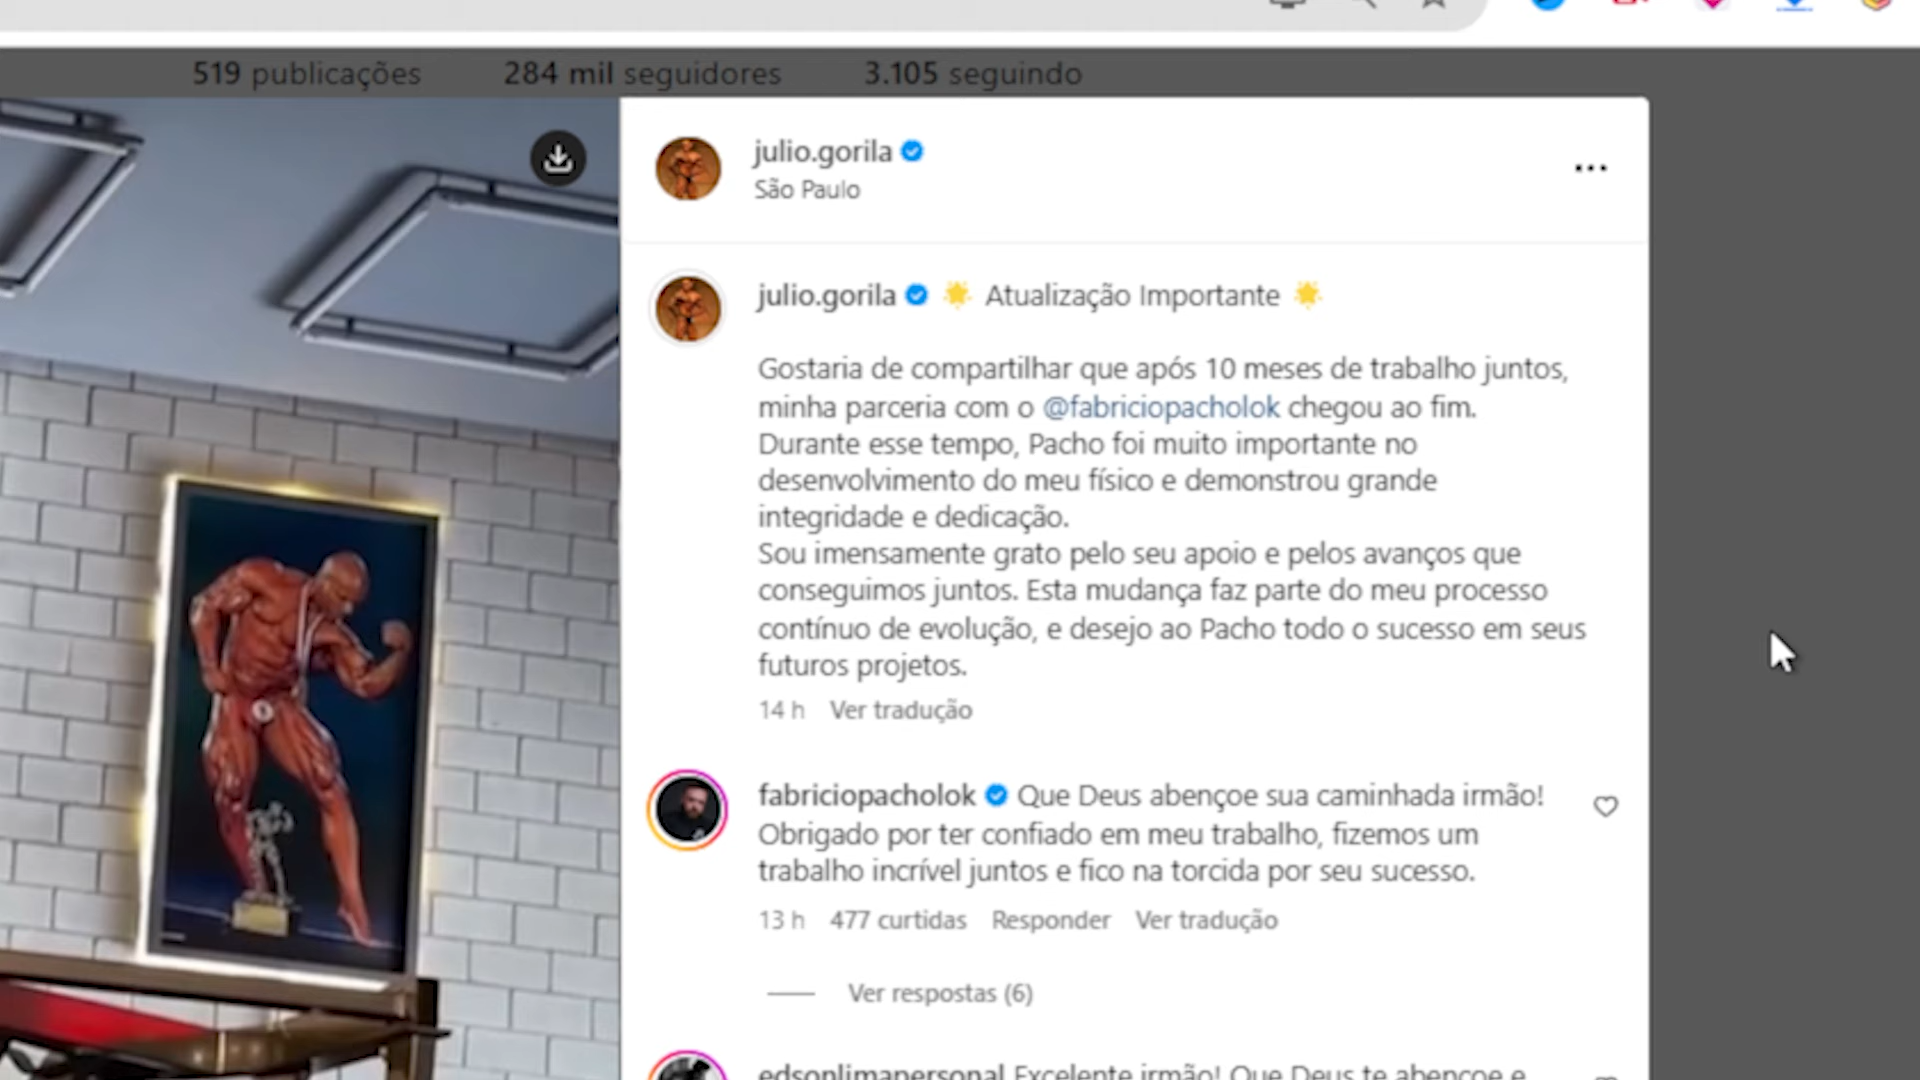 519 publicações 284 mil seguidores 3.105 seguindo
julio.gorila
São Paulo
julio.gorila 🌟 Atualização Importante 🌟
Gostaria de compartilhar que após 10 meses de trabalho juntos,
minha parceria com o @fabriciopacholok chegou ao fim.
Durante esse tempo, Pacho foi muito importante no
desenvolvimento do meu físico e demonstrou grande
integridade e dedicação.
Sou imensamente grato pelo seu apoio e pelos avanços que
conseguimos juntos. Esta mudança faz parte do meu processo
contínuo de evolução, e desejo ao Pacho todo o sucesso em seus
futuros projetos.
14 h Ver tradução
fabriciopacholok Que Deus abençoe sua caminhada irmão!
Obrigado por ter confiado em meu trabalho, fizemos um
trabalho incrível juntos e fico na torcida por seu sucesso.
13 h 477 curtidas Responder Ver tradução
Ver respostas (6)
edsonlimapersonal Excelente irmão! Que Deus te abençoe e